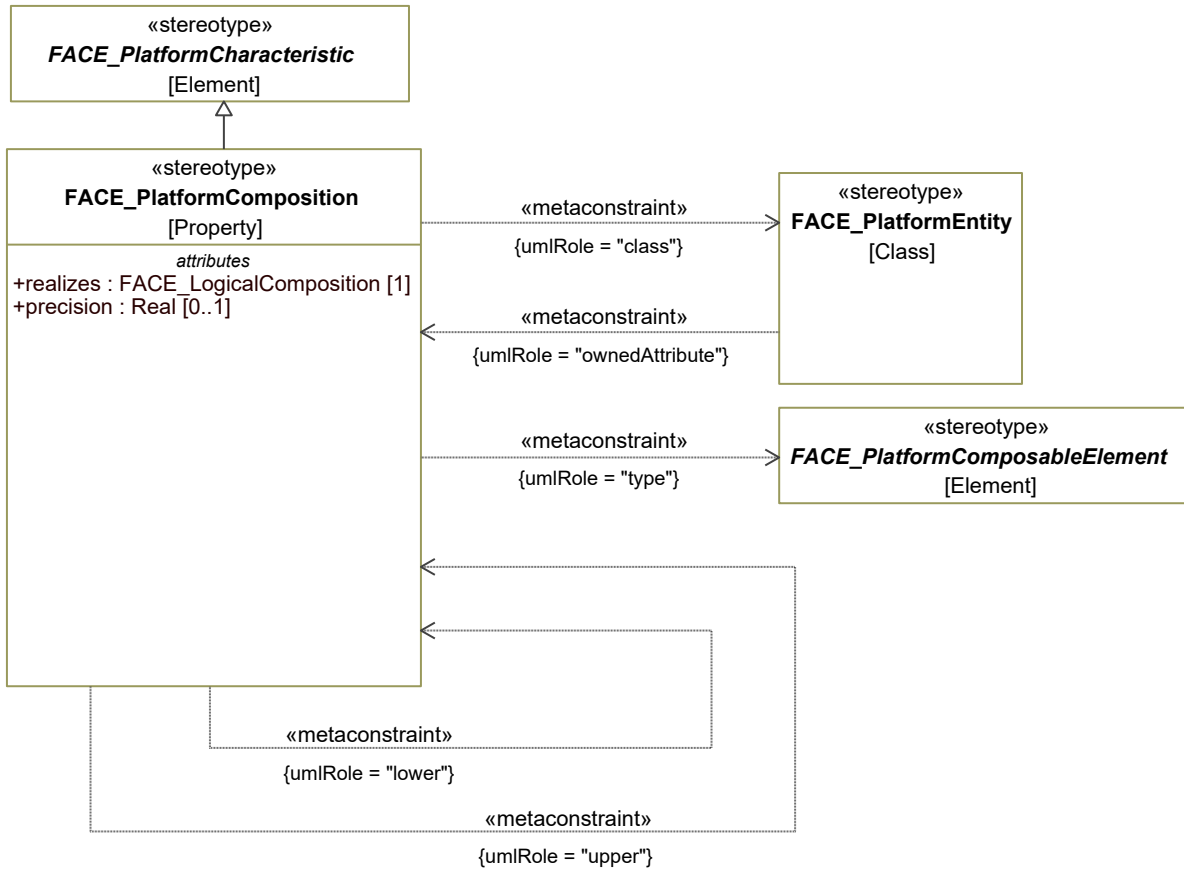 «stereotype»
FACE_PlatformCharacteristic
[Element]
«stereotype»
FACE_PlatformComposition
[Property]
attributes
+realizes : FACE_LogicalComposition [1]
+precision : Real [0..1]
«metaconstraint»
{umlRole = "class"}
«stereotype»
FACE_PlatformEntity
[Class]
«metaconstraint»
{umlRole = "ownedAttribute"}
«metaconstraint»
{umlRole = "type"}
«stereotype»
FACE_PlatformComposableElement
[Element]
«metaconstraint»
{umlRole = "lower"}
«metaconstraint»
{umlRole = "upper"}